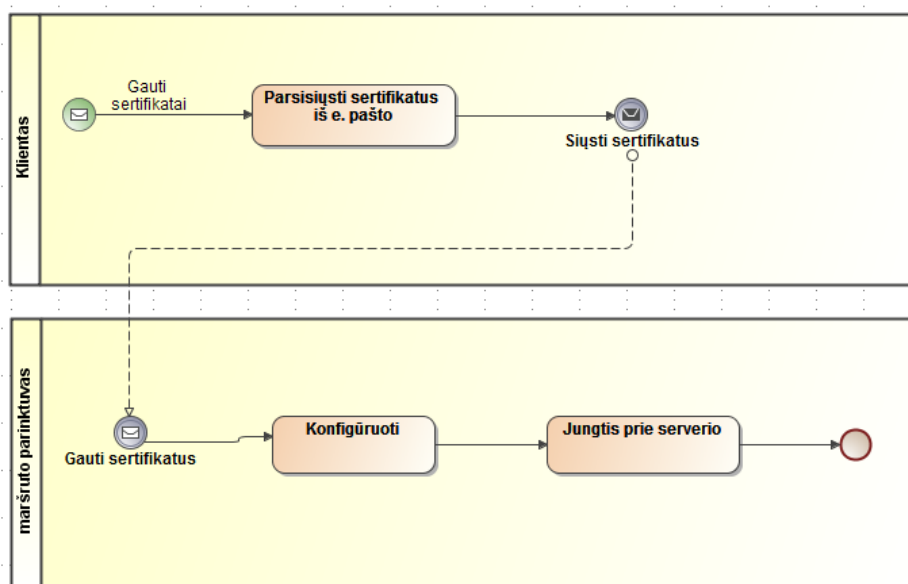 Klientas
Gauti
sertifikatai
Parsisiųsti sertifikatus
iš e. pašto
Siųsti sertifikatus
maršruto parinktuvas
Gauti sertifikatus
Konfigūruoti
Jungtis prie serverio